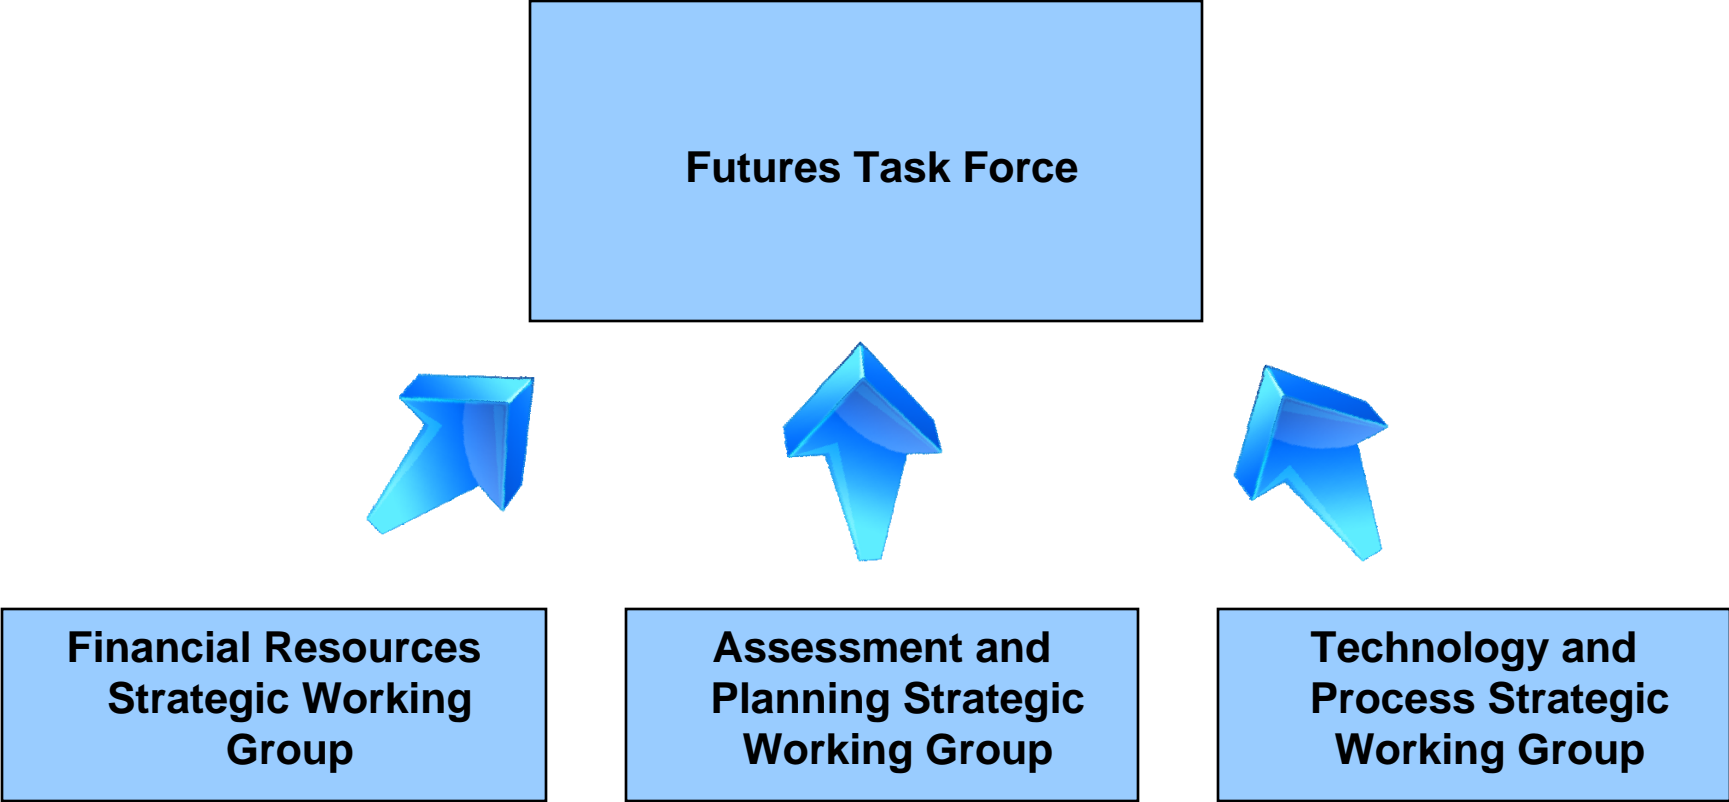 Futures Task Force
Financial Resources
Strategic Working
Group
Assessment and
Planning Strategic
Working Group
Technology and
Process Strategic
Working Group